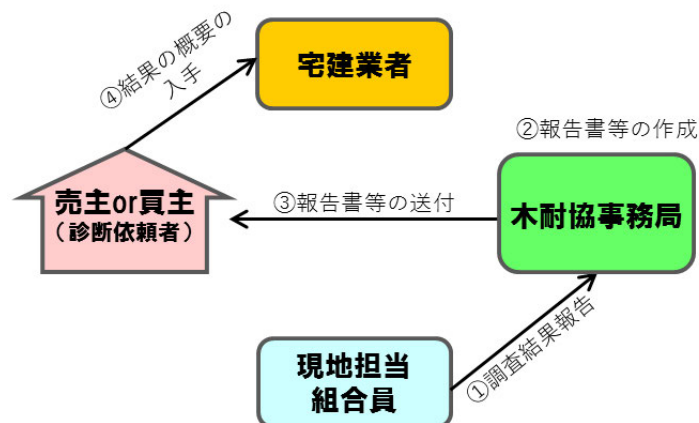 宅建業者
④結果の概要の
入手
②報告書等の作成
売主or買主
（診断依頼者）
③報告書等の送付
木耐協事務局
現地担当
組合員
①調査結果報告